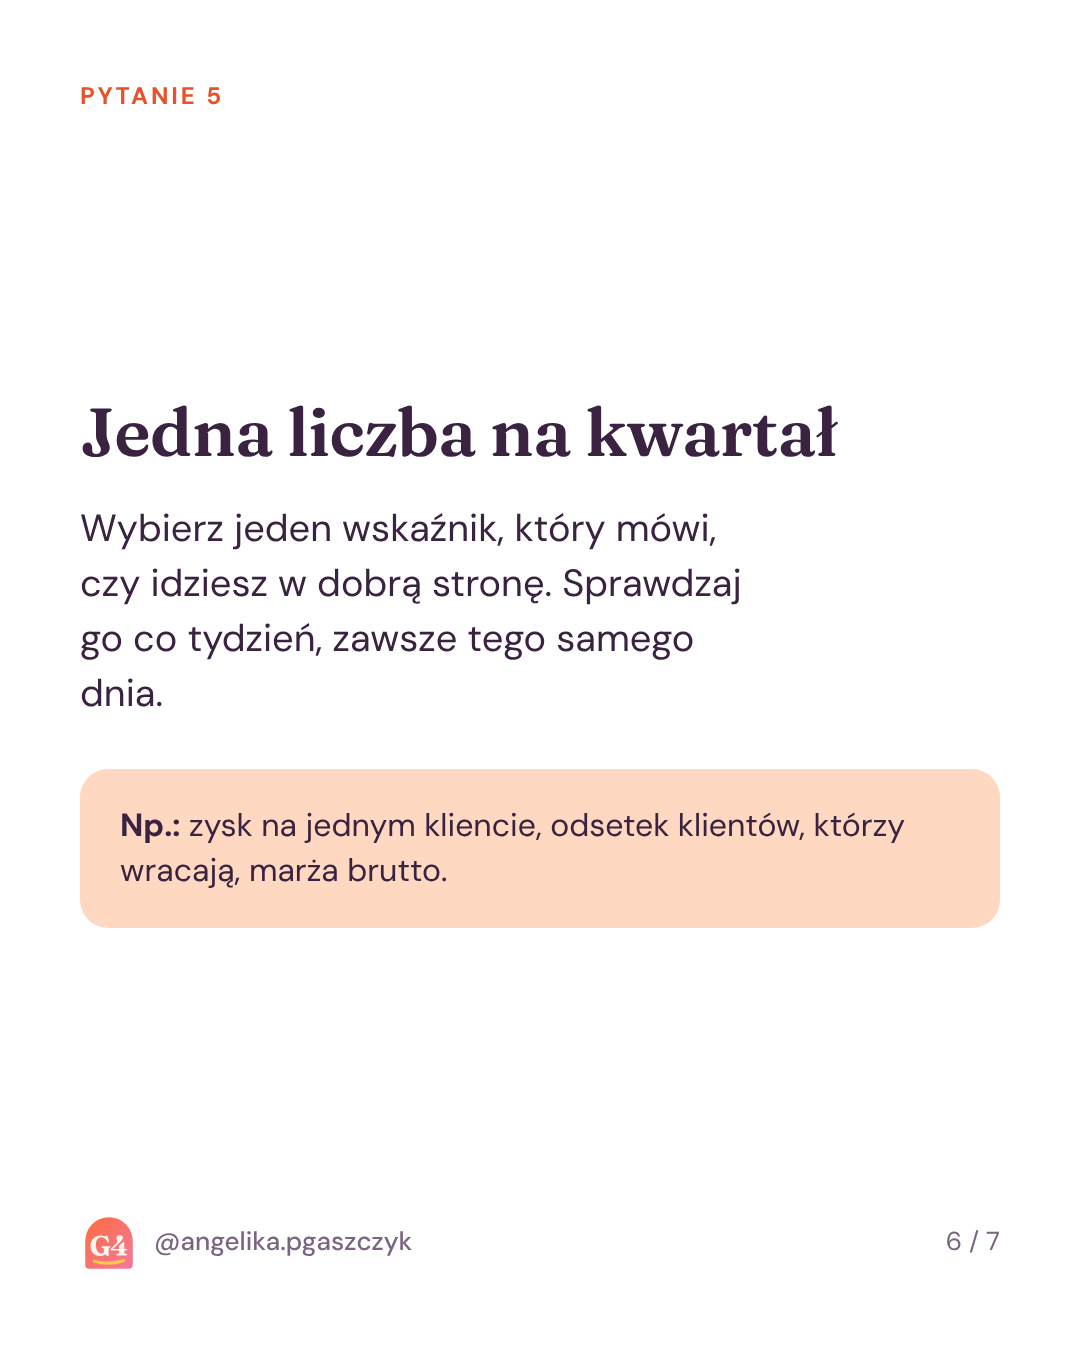 PYTANIE 5
Jedna liczba na kwartał
Wybierz jeden wskaźnik, który mówi,
czy idziesz w dobrą stronę. Sprawdzaj
go co tydzień, zawsze tego samego
dnia.
Np.: zysk na jednym kliencie, odsetek klientów, którzy
wracają, marża brutto.
G4 @angelika.pgaszczyk 6 / 7